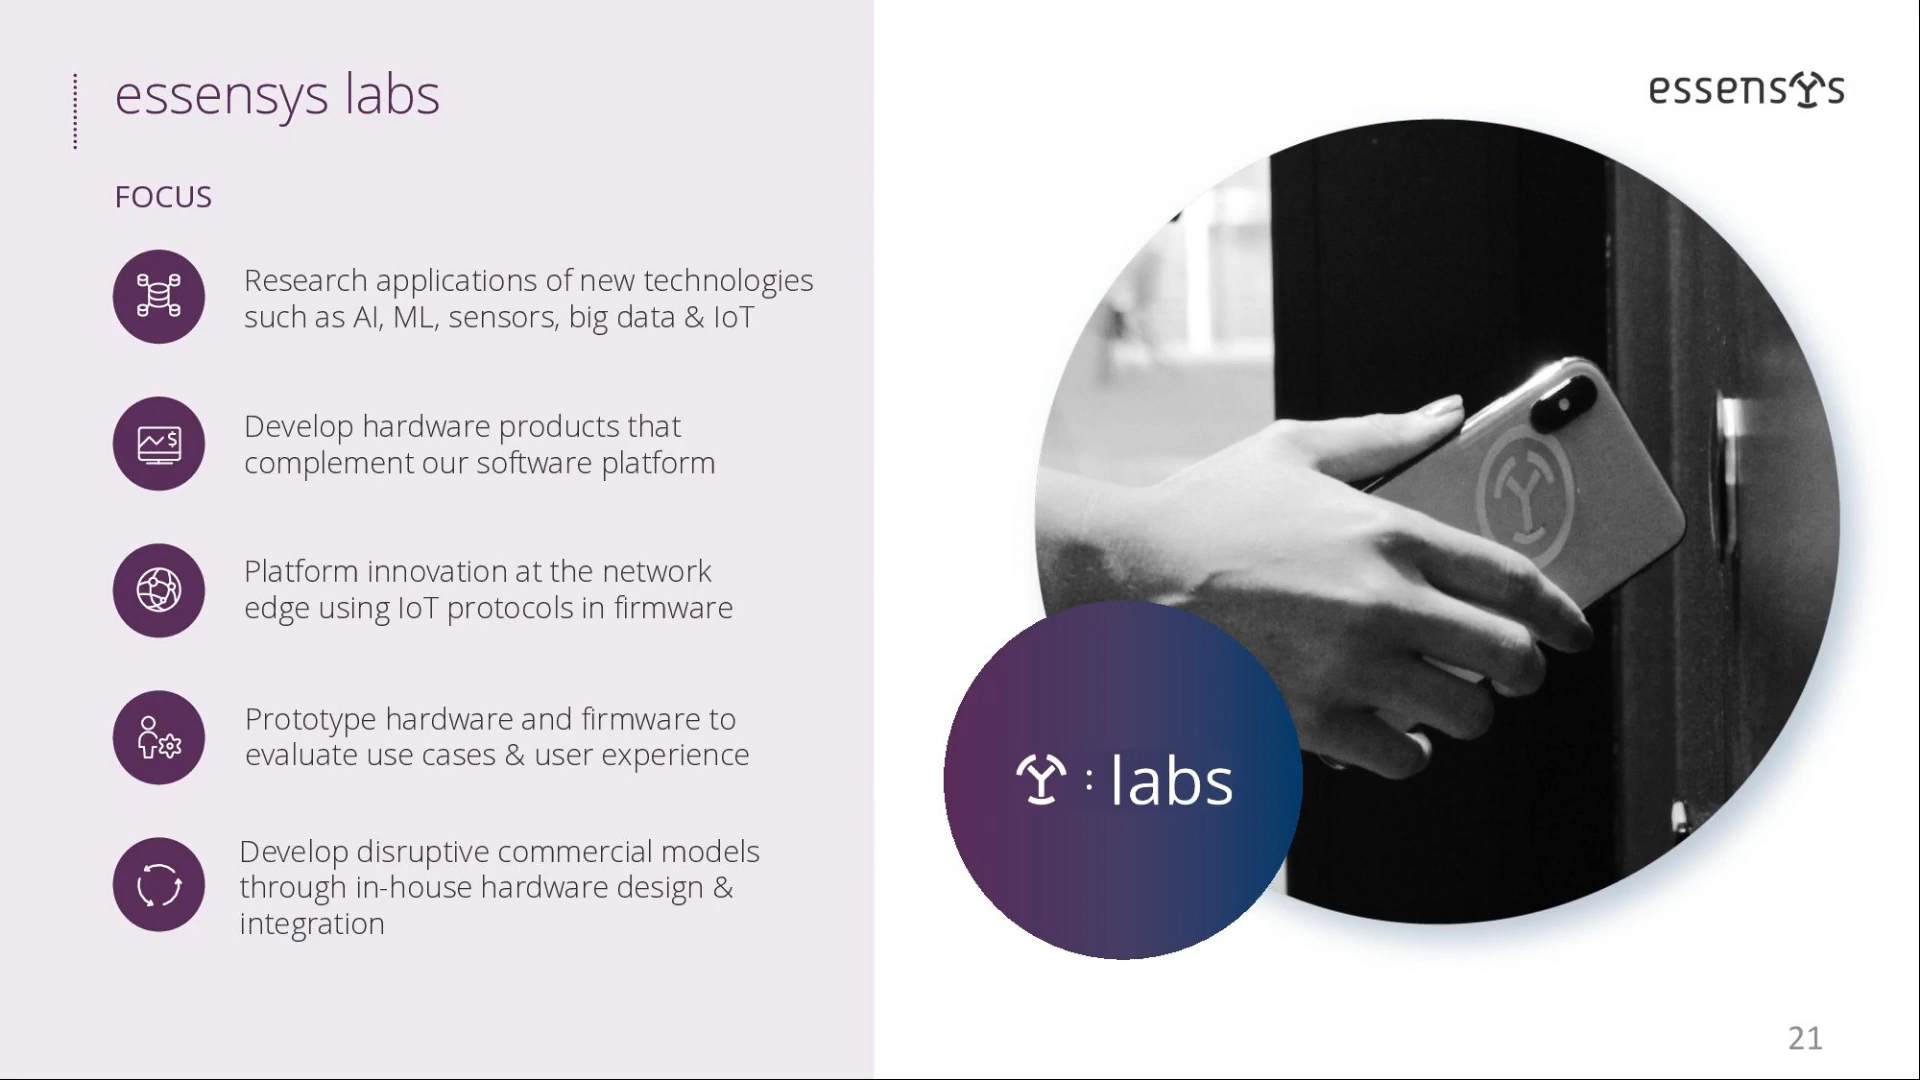 essensys labs
essensys
FOCUS
Research applications of new technologies
such as AI, ML, sensors, big data & IoT
Develop hardware products that
complement our software platform
Platform innovation at the network
edge using IoT protocols in firmware
Prototype hardware and firmware to
evaluate use cases & user experience
Develop disruptive commercial models
through in-house hardware design &
integration
: labs
21